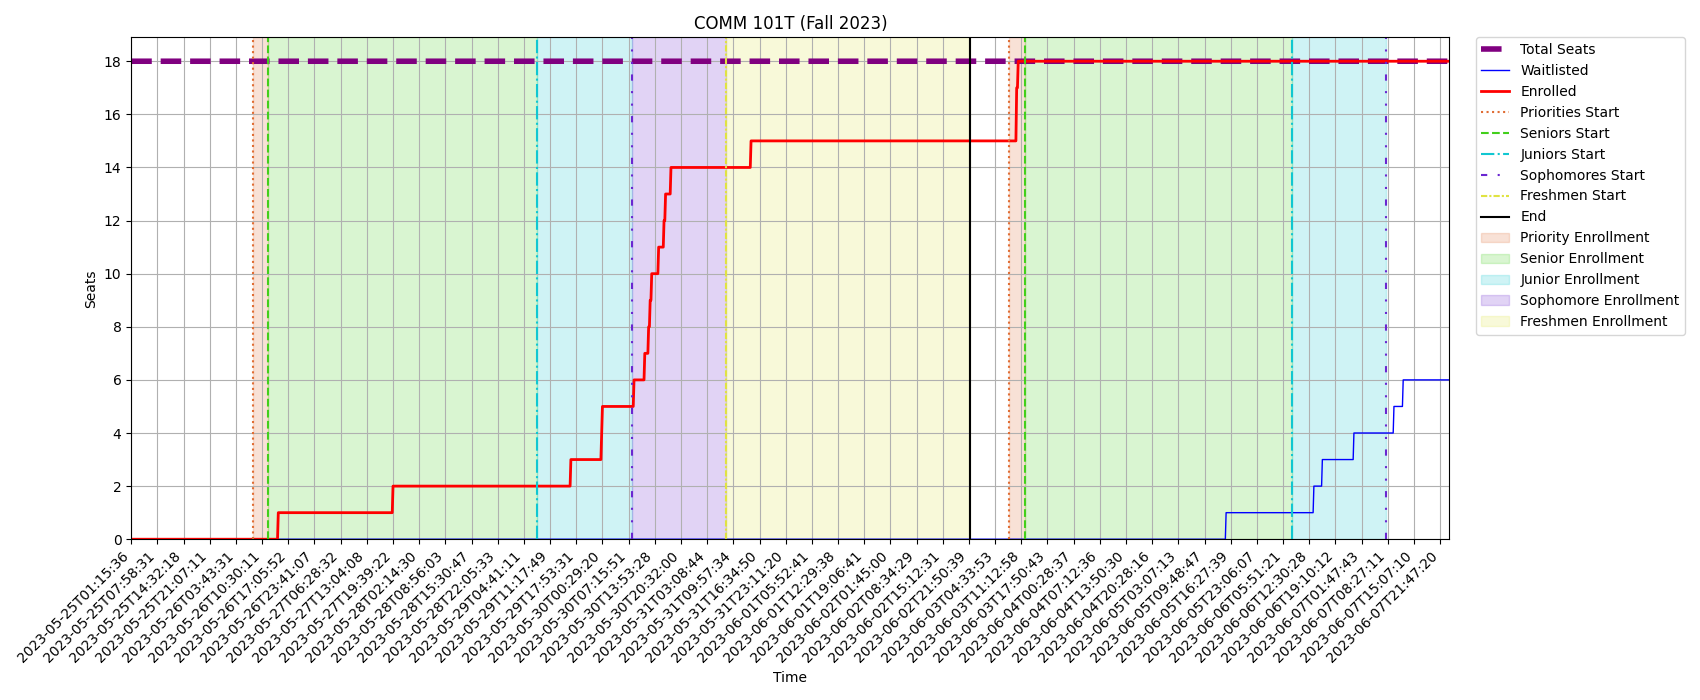 COMM 101T (Fall 2023)
Seats
18
16
14
12
10
8
6
4
2
0
2023-05-25T01:15:36
2023-05-25T07:58:31
2023-05-25T14:32:18
2023-05-25T21:07:11
2023-05-26T03:43:31
2023-05-26T10:30:11
2023-05-26T17:05:52
2023-05-26T23:41:07
2023-05-27T06:28:32
2023-05-27T13:04:08
2023-05-27T19:39:22
2023-05-28T02:14:30
2023-05-28T08:56:03
2023-05-28T15:30:47
2023-05-28T22:05:33
2023-05-29T04:41:11
2023-05-29T11:17:49
2023-05-29T17:53:31
2023-05-30T00:29:20
2023-05-30T07:15:51
2023-05-30T13:53:28
2023-05-30T20:32:00
2023-05-31T03:08:44
2023-05-31T09:57:34
2023-05-31T16:34:50
2023-05-31T23:11:20
2023-06-01T05:52:41
2023-06-01T12:29:38
2023-06-01T19:06:41
2023-06-02T01:45:00
2023-06-02T08:34:29
2023-06-02T15:12:31
2023-06-02T21:50:39
2023-06-03T04:33:53
2023-06-03T11:12:58
2023-06-03T17:50:43
2023-06-04T00:28:37
2023-06-04T07:12:36
2023-06-04T13:50:30
2023-06-04T20:28:16
2023-06-05T03:07:13
2023-06-05T09:48:47
2023-06-05T16:27:39
2023-06-05T23:06:07
2023-06-06T05:51:21
2023-06-06T12:30:28
2023-06-06T19:10:12
2023-06-07T01:47:43
2023-06-07T08:27:11
2023-06-07T15:07:10
2023-06-07T21:47:20
Time
Total Seats
Waitlisted
Enrolled
Priorities Start
Seniors Start
Juniors Start
Sophomores Start
Freshmen Start
End
Priority Enrollment
Senior Enrollment
Junior Enrollment
Sophomore Enrollment
Freshmen Enrollment